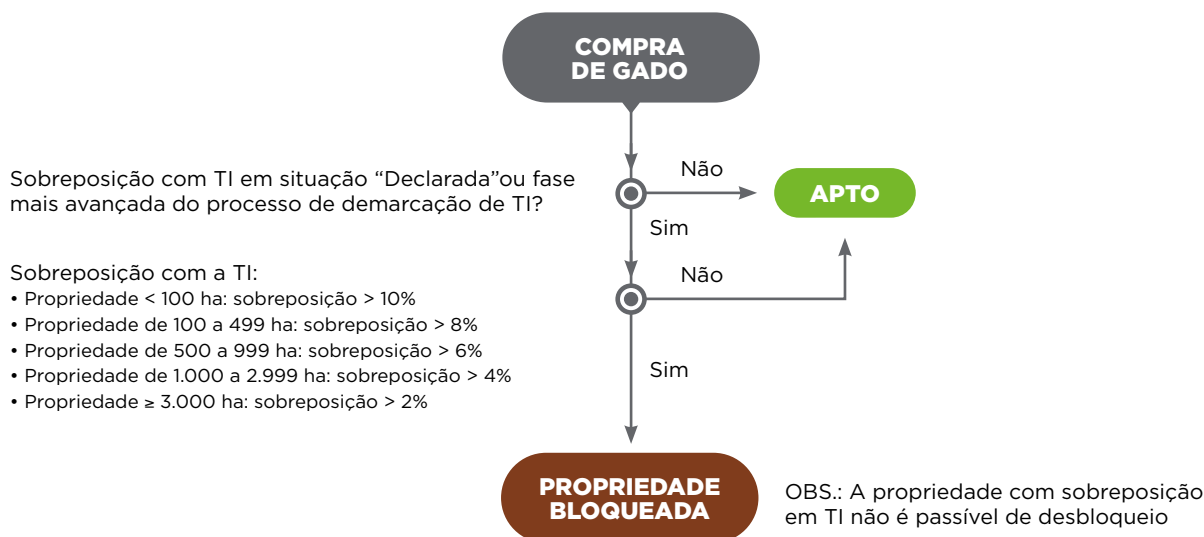 COMPRA
DE GADO
Sobreposição com TI em situação “Declarada”ou fase
mais avançada do processo de demarcação de TI?
Não
APTO
Sim
Sobreposição com a TI:
• Propriedade < 100 ha: sobreposição > 10%
• Propriedade de 100 a 499 ha: sobreposição > 8%
• Propriedade de 500 a 999 ha: sobreposição > 6%
• Propriedade de 1.000 a 2.999 ha: sobreposição > 4%
• Propriedade ≥ 3.000 ha: sobreposição > 2%
Não
Sim
PROPRIEDADE
BLOQUEADA
OBS.: A propriedade com sobreposição
em TI não é passível de desbloqueio